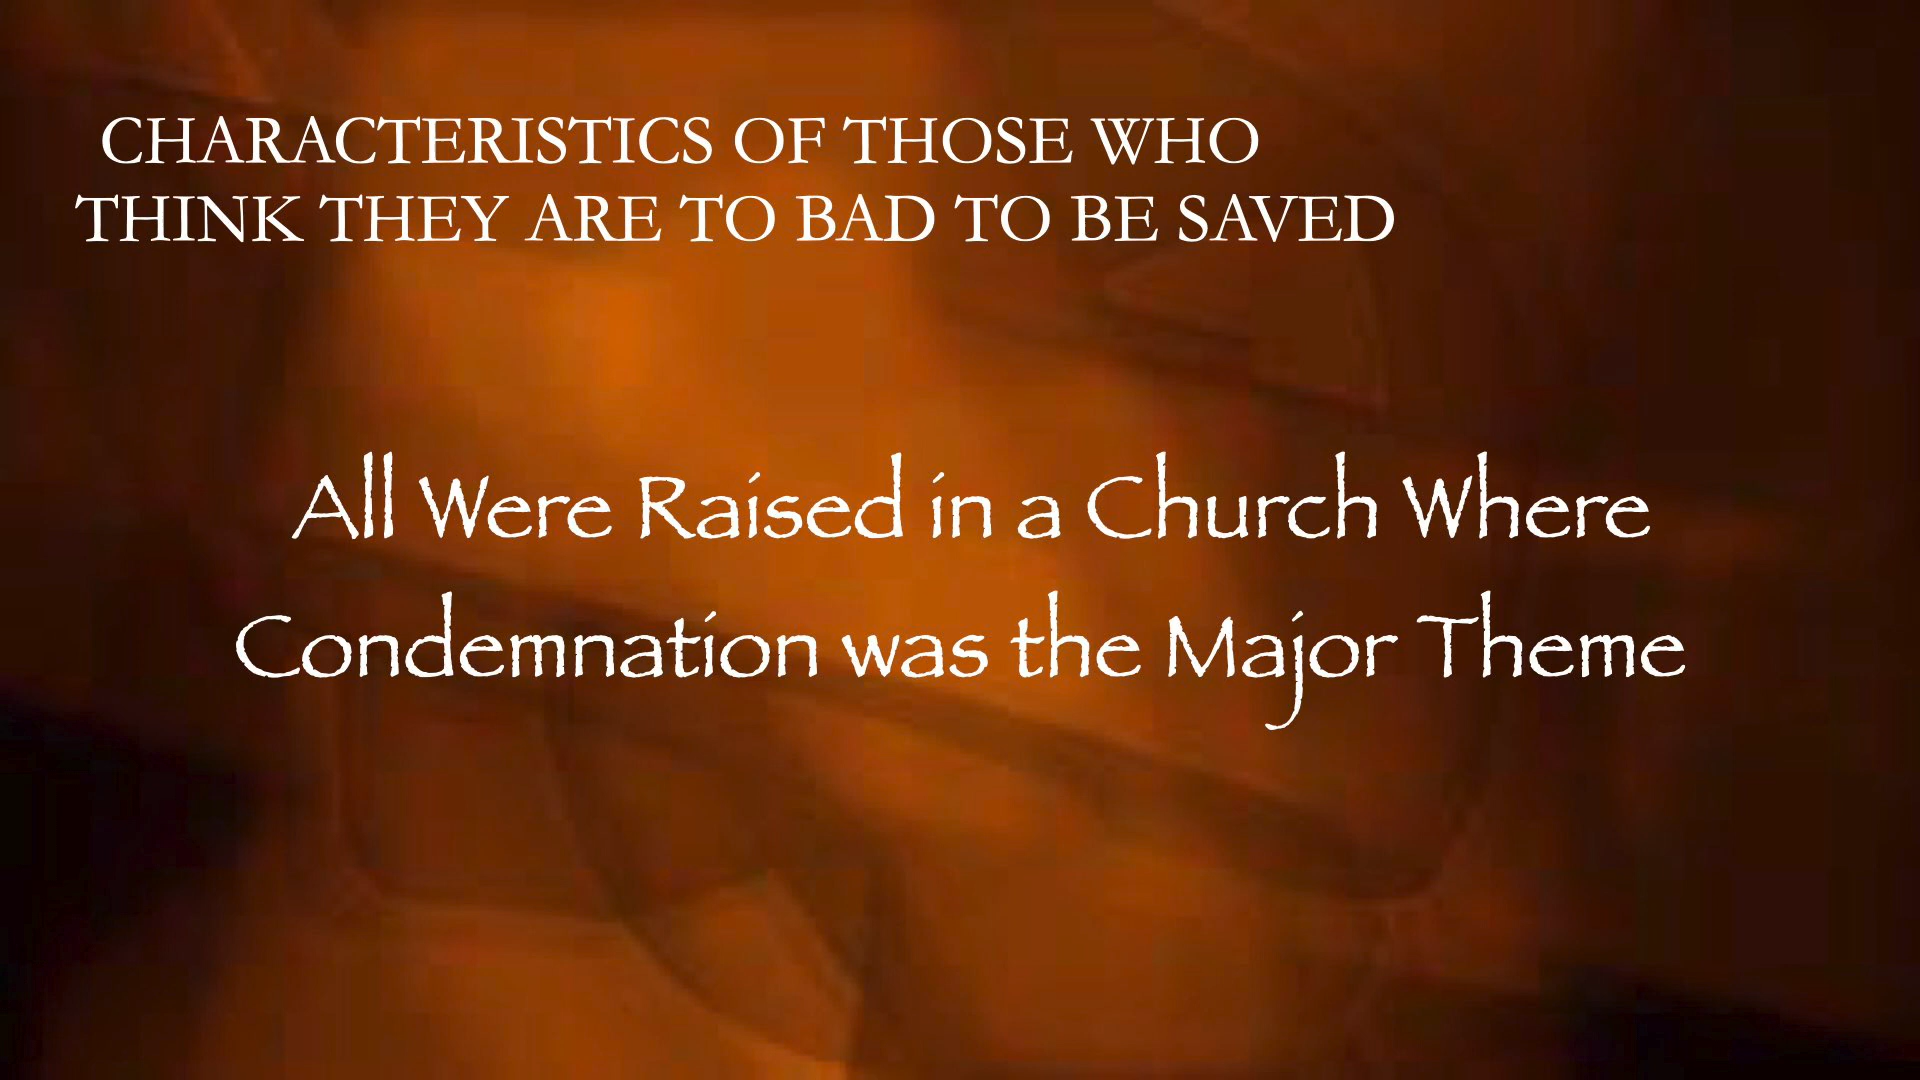 CHARACTERISTICS OF THOSE WHO
THINK THEY ARE TO BAD TO BE SAVED
All Were Raised in a Church Where
Condemnation was the Major Theme